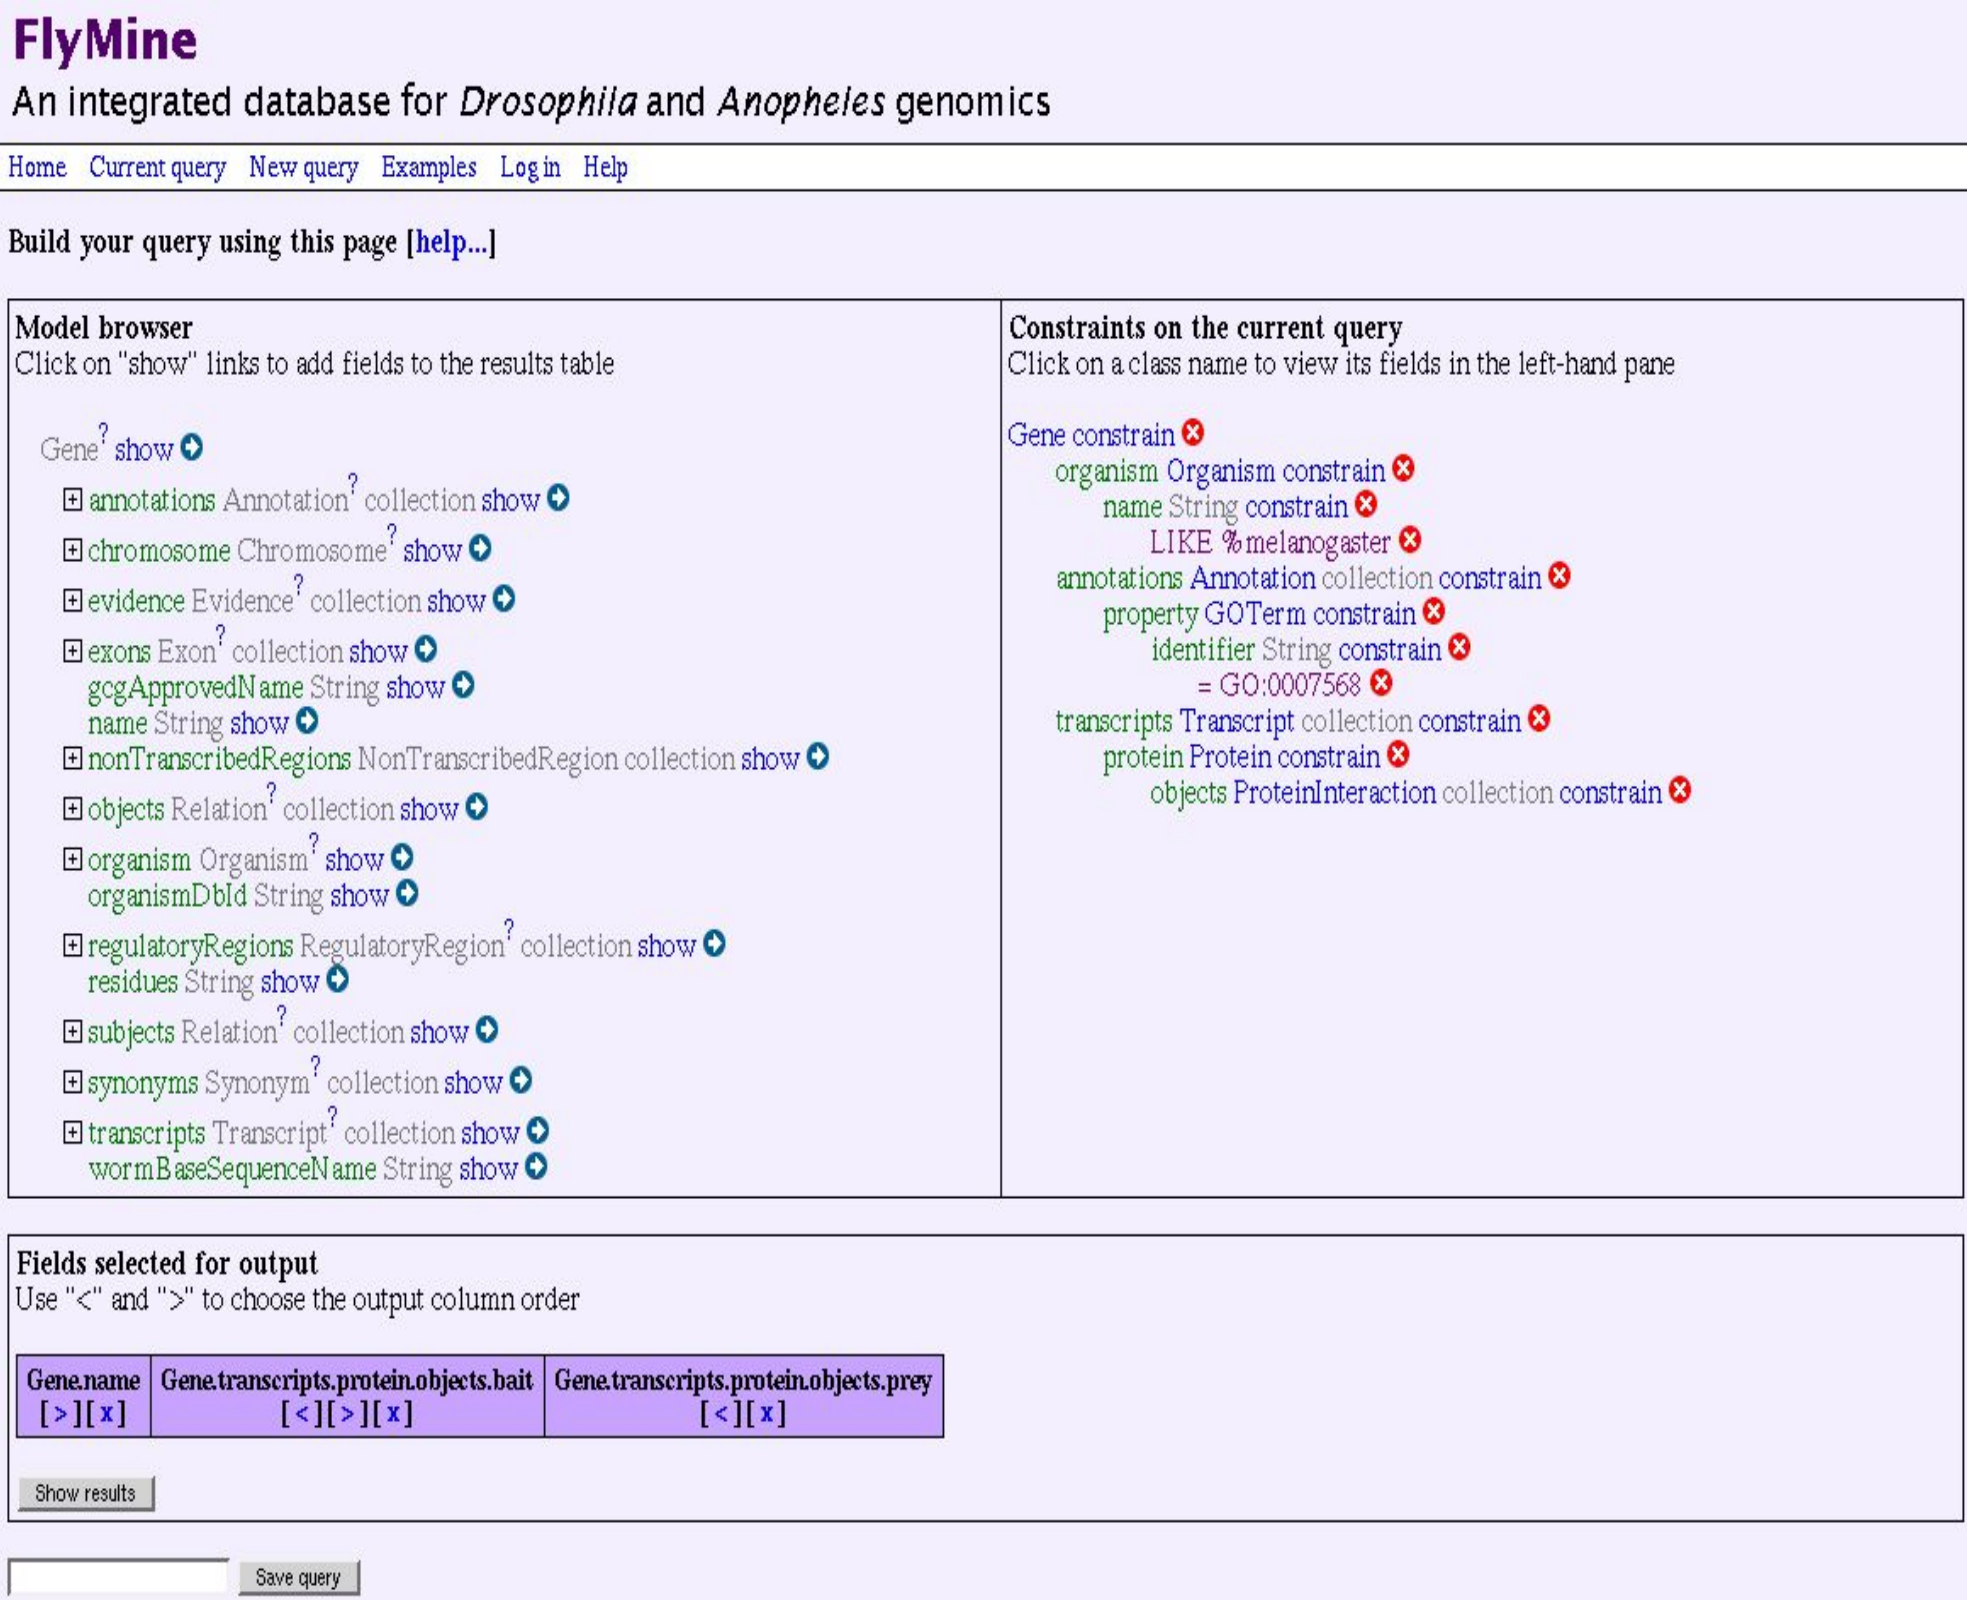 FlyMine
An integrated database for Drosophila and Anopheles genomics
Home Current query New query Examples Log in Help
Build your query using this page [help...]
Model browser
Click on "show" links to add fields to the results table
Gene? show
annotations Annotation? collection show
chromosome Chromosome? show
evidence Evidence? collection show
exons Exon? collection show
gcgApprovedName String show
name String show
nonTranscribedRegions NonTranscribedRegion collection show
objects Relation? collection show
organism Organism? show
organismDbId String show
regulatoryRegions RegulatoryRegion? collection show
residues String show
subjects Relation? collection show
synonyms Synonym? collection show
transcripts Transcript? collection show
wormBaseSequenceName String show
Constraints on the current query
Click on a class name to view its fields in the left-hand pane
Gene constrain
organism Organism constrain
name String constrain
LIKE %melanogaster
annotations Annotation collection constrain
property GOTerm constrain
identifier String constrain
= GO:0007568
transcripts Transcript collection constrain
protein Protein constrain
objects ProteinInteraction collection constrain
Fields selected for output
Use "<" and ">" to choose the output column order
Gene.name Gene.transcripts.protein.objects.bait Gene.transcripts.protein.objects.prey
[>][x] [<][>][x] [<][x]
Show results
Save query